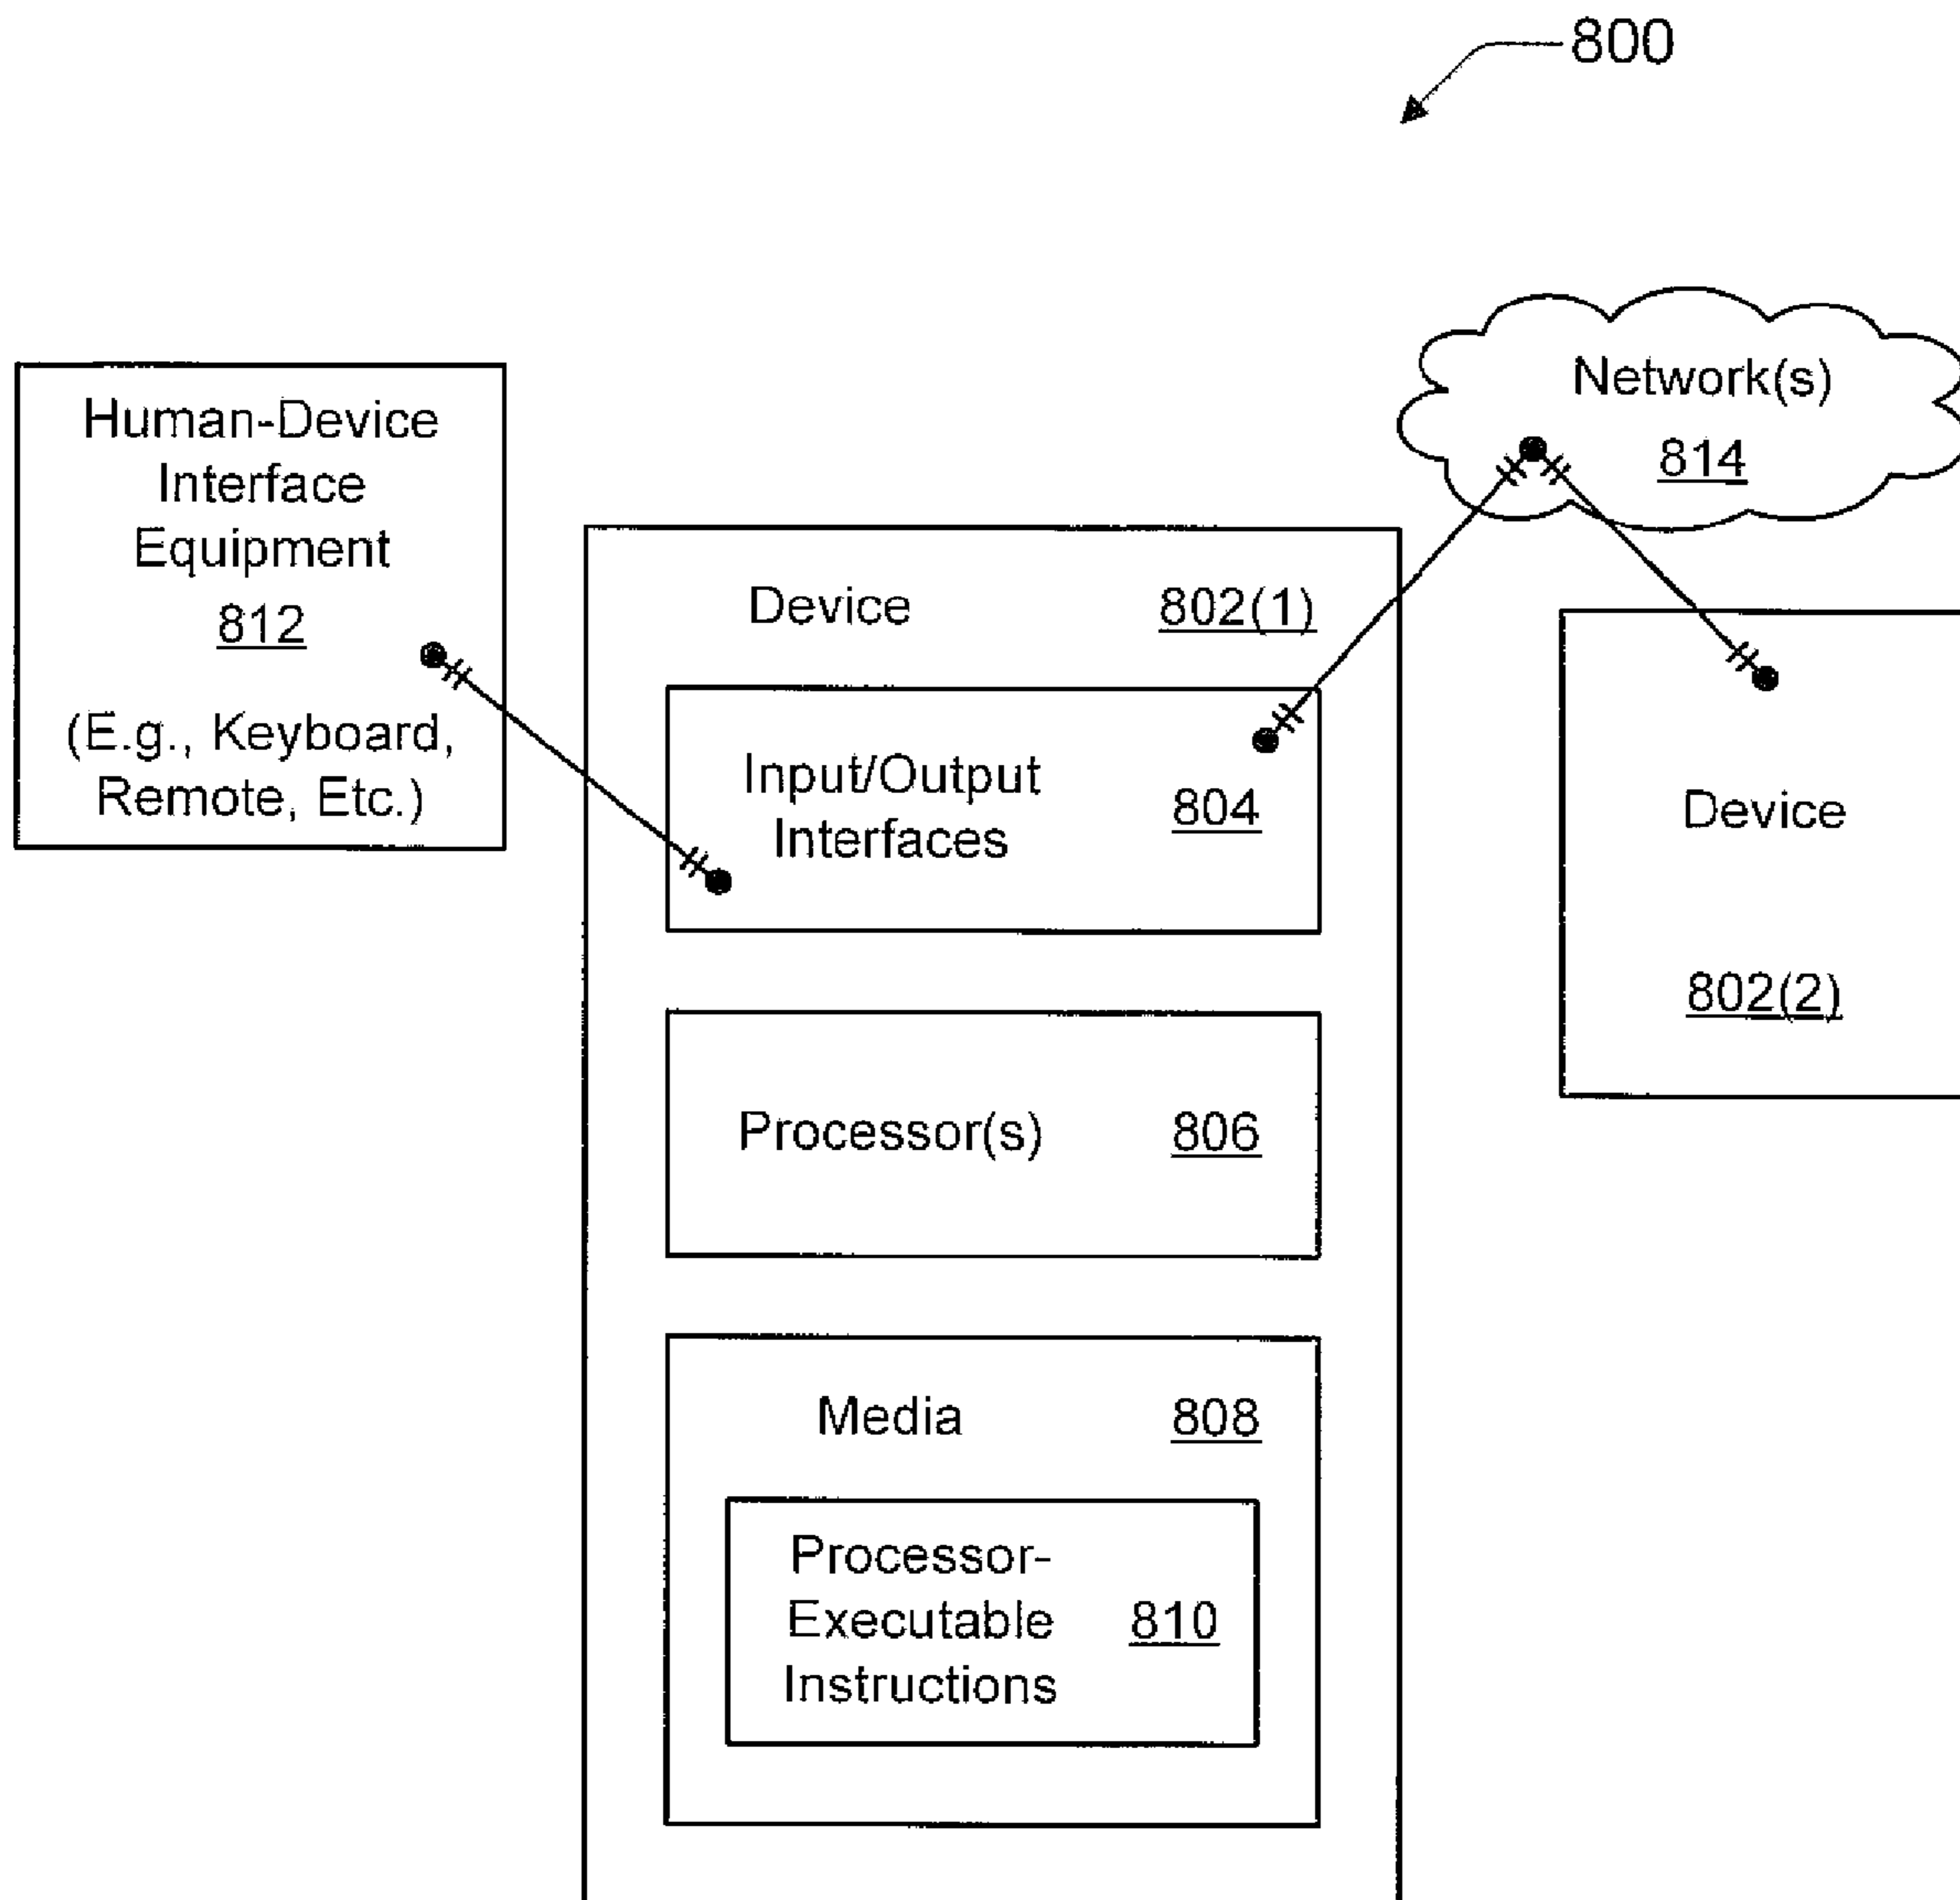 800
Human-Device
Interface
Equipment
812
(E.g., Keyboard,
Remote, Etc.)
Network(s)
814
Device 802(1)
Input/Output
Interfaces
804
Device
802(2)
Processor(s) 806
Media 808
Processor-
Executable
Instructions
810